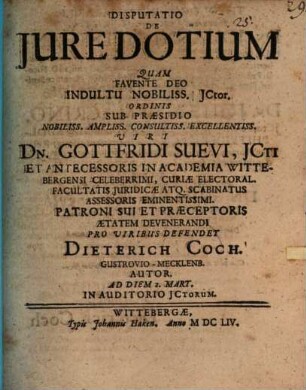 DISPUTATIO
DE
JURE DOTIUM
QUAM
FAVENTE DEO
INDULTU NOBILISS. JCtor.
ORDINIS
SUB PRÆSIDIO
NOBILISS. AMPLISS. CONSULTISS. EXCELLENTISS.
VIRI
DN. GOTTFRIDI SUEVI, JCTI
ET ANTECESSORIS IN ACADEMIA WITTE-
BERGENSI CELEBERRIMI, CURIÆ ELECTORAL.
FACULTATIS JURIDICÆ ATQ. SCABINATUS
ASSESSORIS EMINENTISSIMI.
PATRONI SUI ET PRÆCEPTORIS
ÆTATEM DEVENERANDI
PRO VIRIBUS DEFENDET
DIETERICH COCH.
GUSTROVIO-MECKLENB.
AUTOR.
AD DIEM 2. MART.
IN AUDITORIO JCTORUM.
WITTEBERGÆ,
Typis Johannis Haken, Anno M DC LIV.